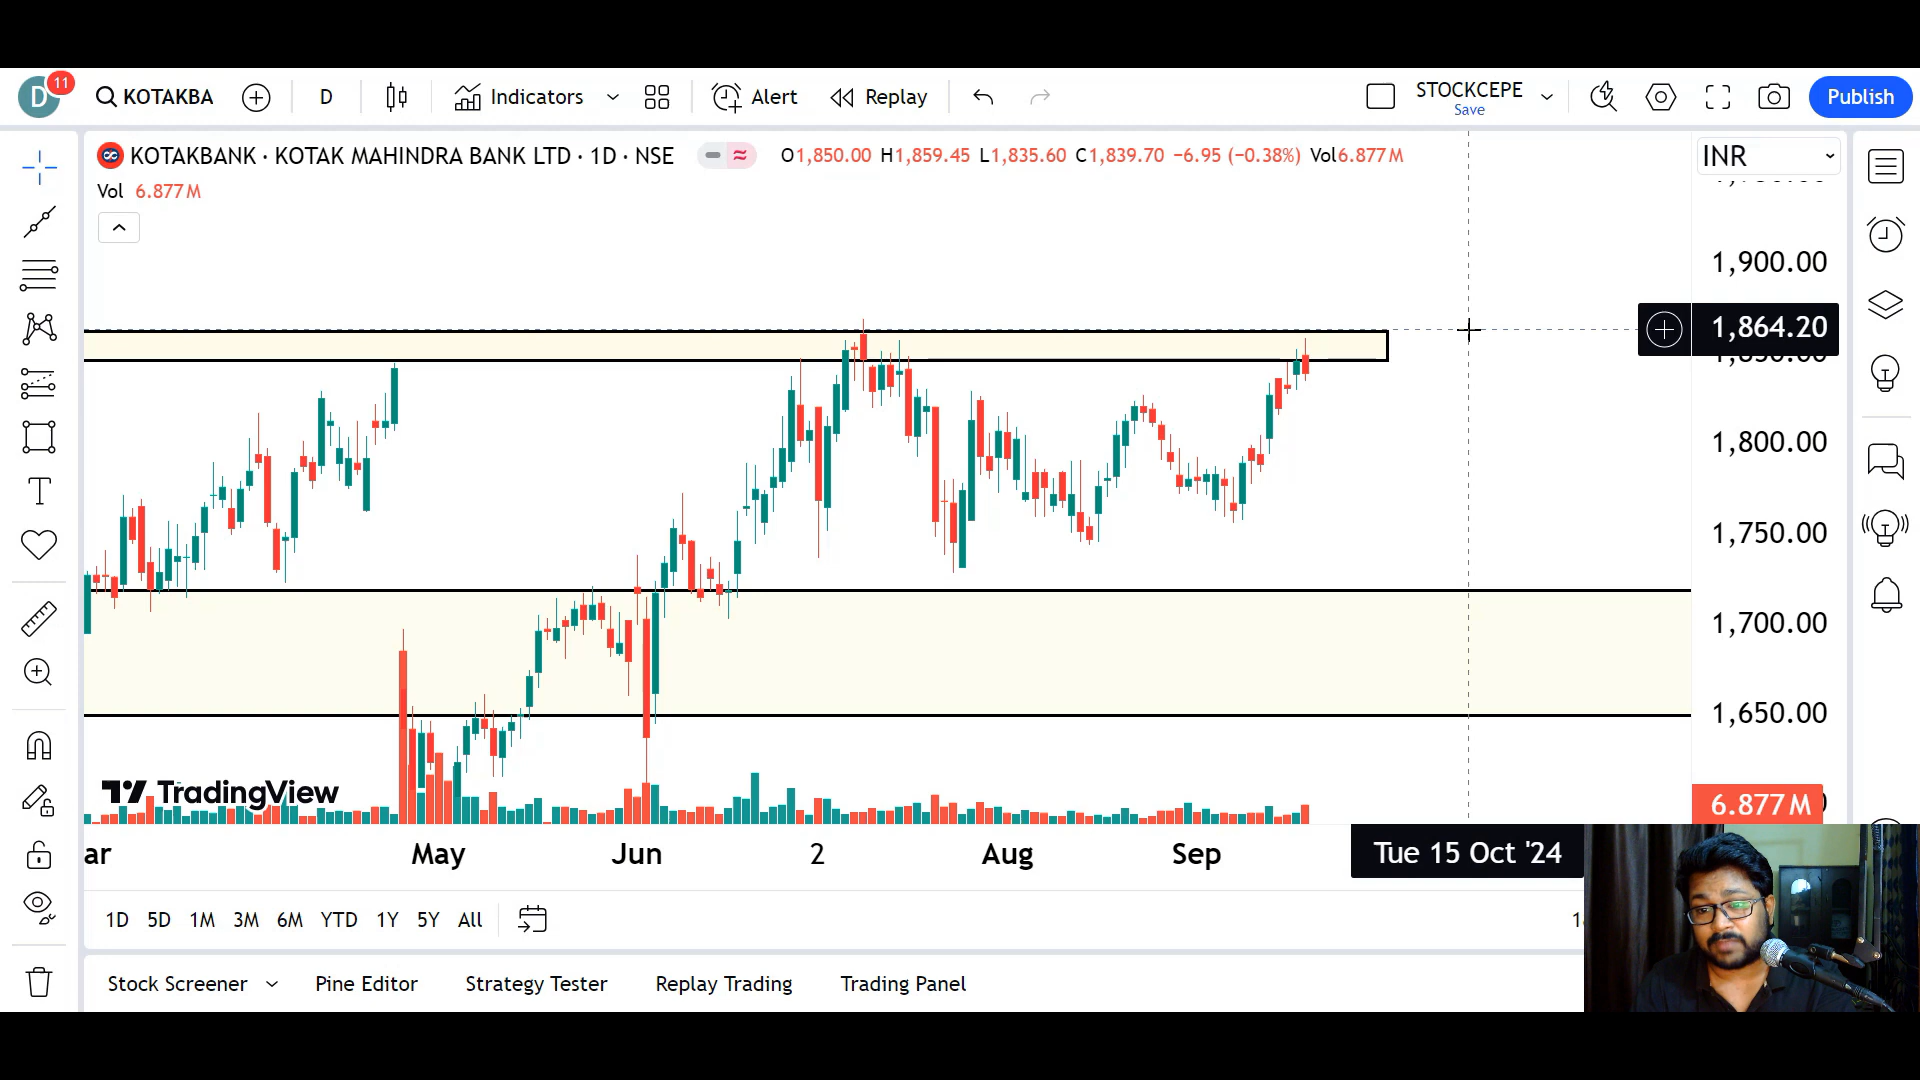 D 11 KOTAKBA D Indicators Alert Replay STOCKCEPE Save Publish
KOTAKBANK · KOTAK MAHINDRA BANK LTD · 1D · NSE O1,850.00 H1,859.45 L1,835.60 C1,839.70 −6.95 (−0.38%) Vol6.877M INR
Vol 6.877M
1,900.00
1,864.20
1,800.00
1,750.00
1,700.00
1,650.00
TradingView
6.877M
ar May Jun 2 Aug Sep Tue 15 Oct '24
1D 5D 1M 3M 6M YTD 1Y 5Y All
Stock Screener Pine Editor Strategy Tester Replay Trading Trading Panel